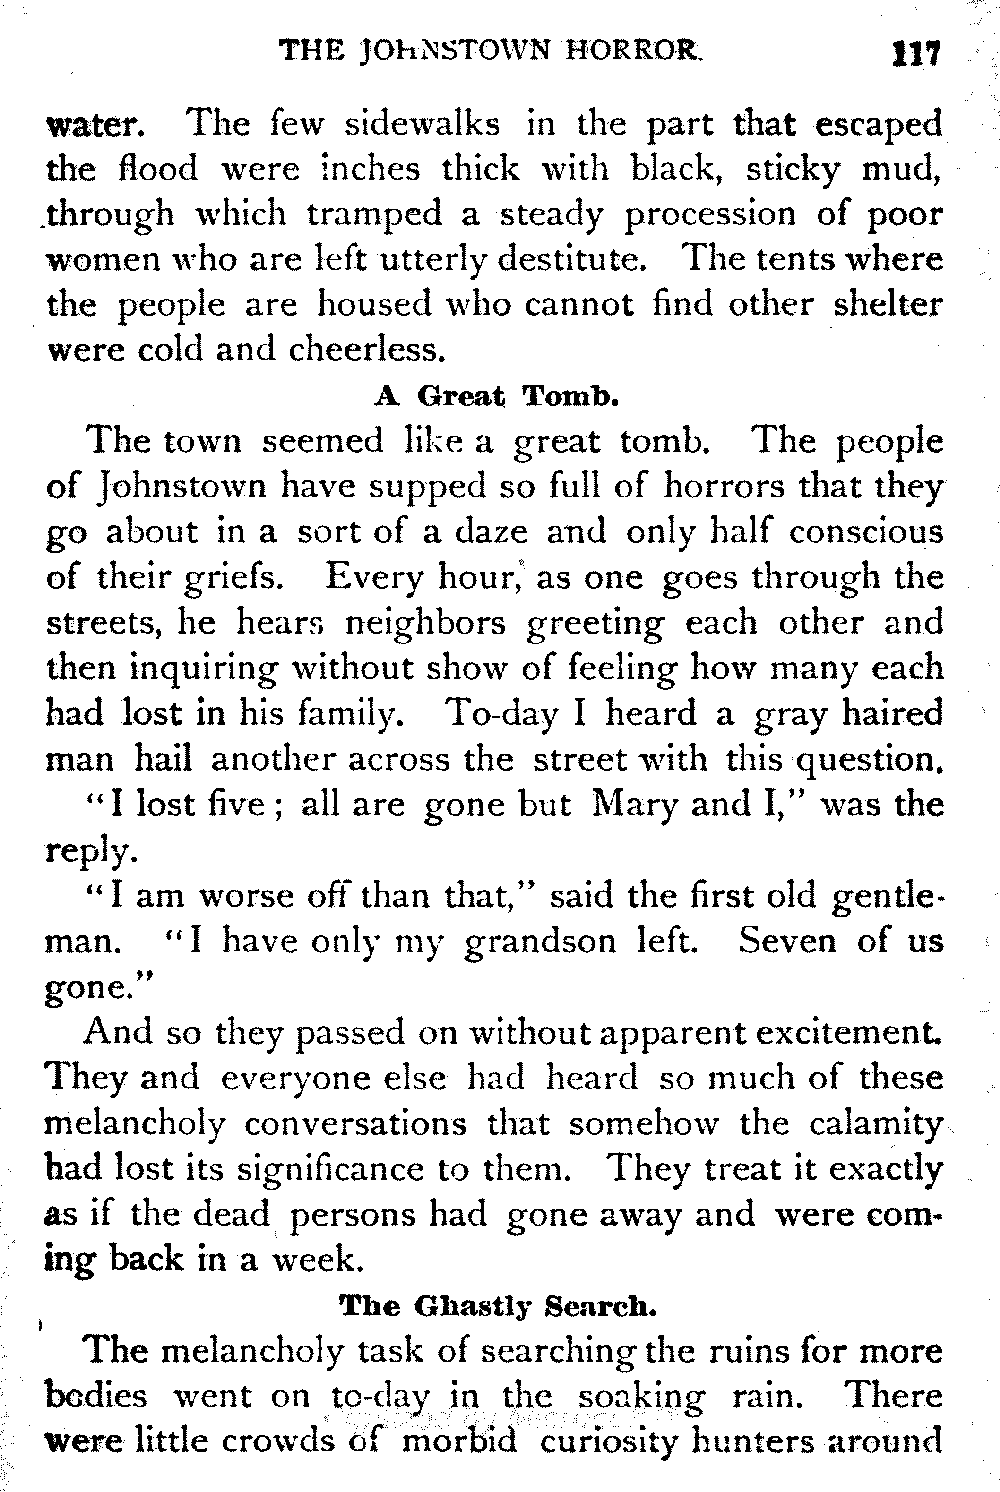 THE JOHNSTOWN HORROR. 117
water. The few sidewalks in the part that escaped
the flood were inches thick with black, sticky mud,
through which tramped a steady procession of poor
women who are left utterly destitute. The tents where
the people are housed who cannot find other shelter
were cold and cheerless.
A Great Tomb.
The town seemed like a great tomb. The people
of Johnstown have supped so full of horrors that they
go about in a sort of a daze and only half conscious
of their griefs. Every hour, as one goes through the
streets, he hears neighbors greeting each other and
then inquiring without show of feeling how many each
had lost in his family. To-day I heard a gray haired
man hail another across the street with this question.
"I lost five; all are gone but Mary and I," was the
reply.
"I am worse off than that," said the first old gentle-
man. "I have only my grandson left. Seven of us
gone."
And so they passed on without apparent excitement.
They and everyone else had heard so much of these
melancholy conversations that somehow the calamity
had lost its significance to them. They treat it exactly
as if the dead persons had gone away and were com-
ing back in a week.
The Ghastly Search.
The melancholy task of searching the ruins for more
bodies went on to-day in the soaking rain. There
were little crowds of morbid curiosity hunters around